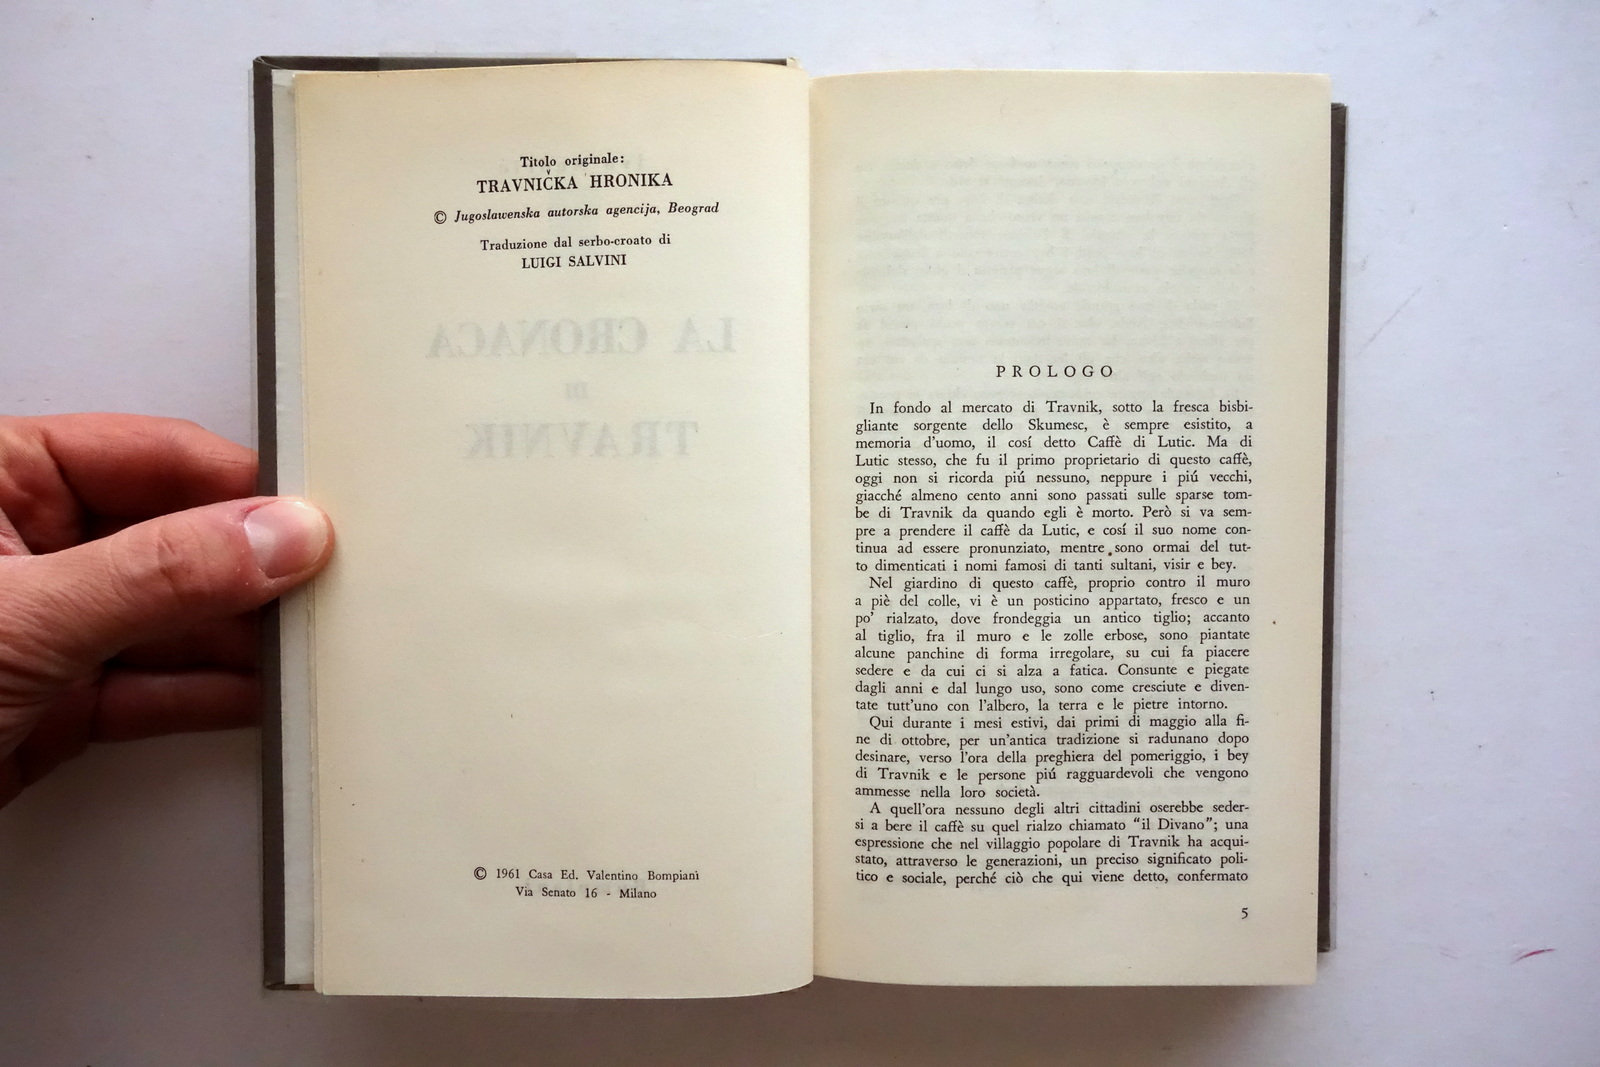 Titolo originale:
TRAVNIČKA HRONIKA
© Jugoslawenska autorska agencija, Beograd
Traduzione dal serbo-croato di
LUIGI SALVINI
LA CRONACA
DI
TRAVNIK
© 1961 Casa Ed. Valentino Bompiani
Via Senato 16 - Milano
PROLOGO
In fondo al mercato di Travnik, sotto la fresca bisbi-
gliante sorgente dello Skumesc, è sempre esistito, a
memoria d'uomo, il cosí detto Caffè di Lutic. Ma di
Lutic stesso, che fu il primo proprietario di questo caffè,
oggi non si ricorda piú nessuno, neppure i piú vecchi,
giacché almeno cento anni sono passati sulle sparse tom-
be di Travnik da quando egli è morto. Però si va sem-
pre a prendere il caffè da Lutic, e cosí il suo nome con-
tinua ad essere pronunziato, mentre sono ormai del tut-
to dimenticati i nomi famosi di tanti sultani, visir e bey.
Nel giardino di questo caffè, proprio contro il muro
a piè del colle, vi è un posticino appartato, fresco e un
po' rialzato, dove frondeggia un antico tiglio; accanto
al tiglio, fra il muro e le zolle erbose, sono piantate
alcune panchine di forma irregolare, su cui fa piacere
sedere e da cui ci si alza a fatica. Consunte e piegate
dagli anni e dal lungo uso, sono come cresciute e diven-
tate tutt'uno con l'albero, la terra e le pietre intorno.
Qui durante i mesi estivi, dai primi di maggio alla fi-
ne di ottobre, per un'antica tradizione si radunano dopo
desinare, verso l'ora della preghiera del pomeriggio, i bey
di Travnik e le persone piú ragguardevoli che vengono
ammesse nella loro società.
A quell'ora nessuno degli altri cittadini oserebbe seder-
si a bere il caffè su quel rialzo chiamato "il Divano"; una
espressione che nel villaggio popolare di Travnik ha acqui-
stato, attraverso le generazioni, un preciso significato poli-
tico e sociale, perché ciò che qui viene detto, confermato
5